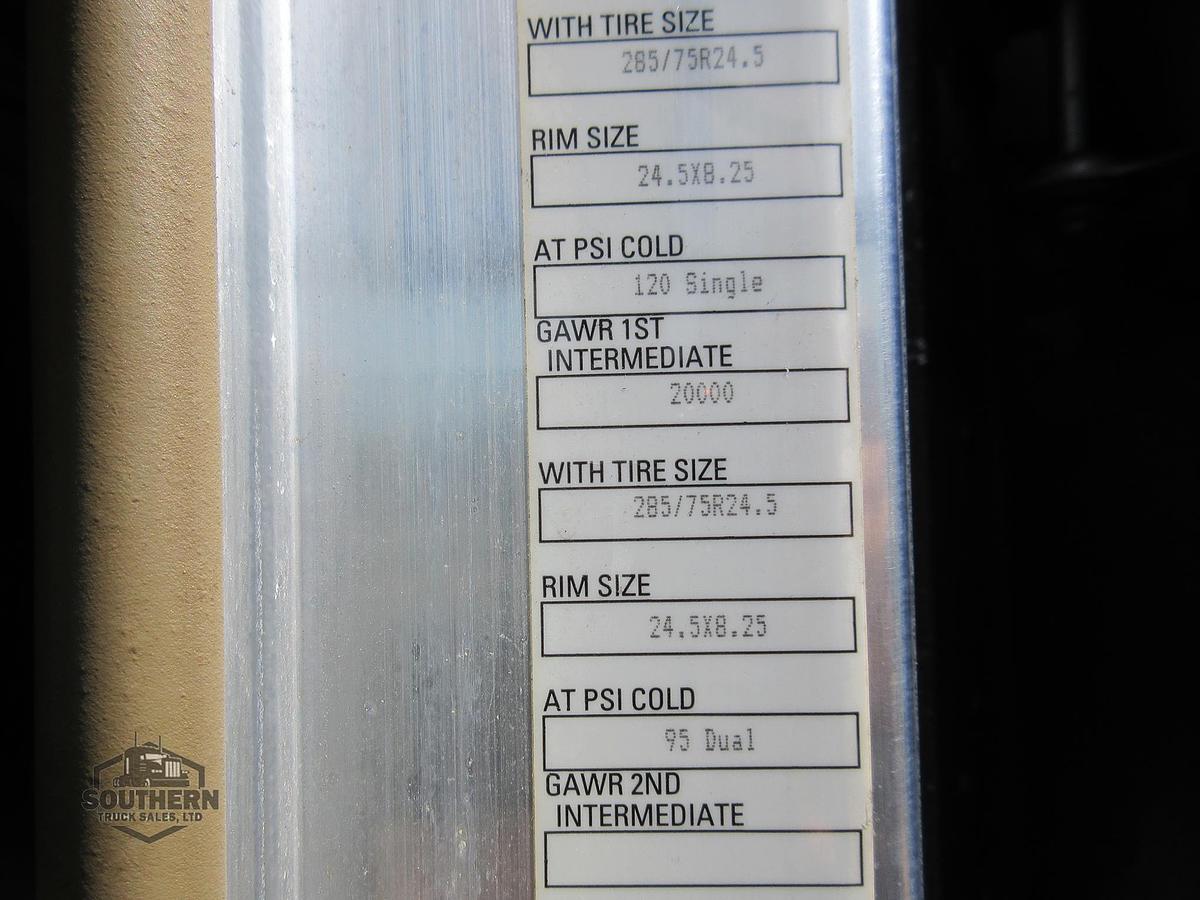 WITH TIRE SIZE
285/75R24.5
RIM SIZE
24.5X8.25
AT PSI COLD
120 Single
GAWR 1ST
INTERMEDIATE
20000
WITH TIRE SIZE
285/75R24.5
RIM SIZE
24.5X8.25
AT PSI COLD
95 Dual
GAWR 2ND
INTERMEDIATE
SOUTHERN
TRUCK SALES, LTD